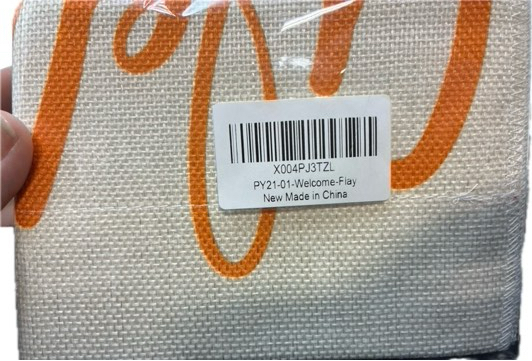 X004PJ3TZL
PY21-01-Welcome-Flay
New Made in China